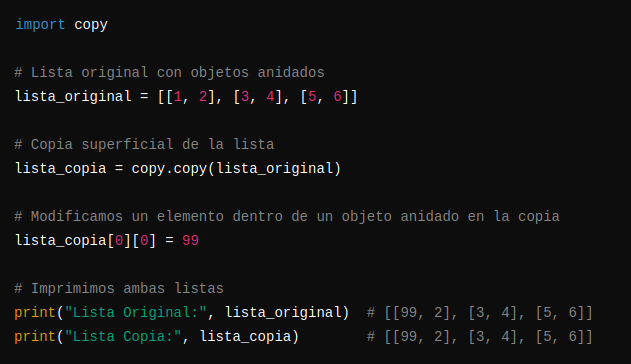 import copy
# Lista original con objetos anidados
lista_original = [[1, 2], [3, 4], [5, 6]]
# Copia superficial de la lista
lista_copia = copy.copy(lista_original)
# Modificamos un elemento dentro de un objeto anidado en la copia
lista_copia[0][0] = 99
# Imprimimos ambas listas
print("Lista Original:", lista_original)  # [[99, 2], [3, 4], [5, 6]]
print("Lista Copia:", lista_copia)        # [[99, 2], [3, 4], [5, 6]]